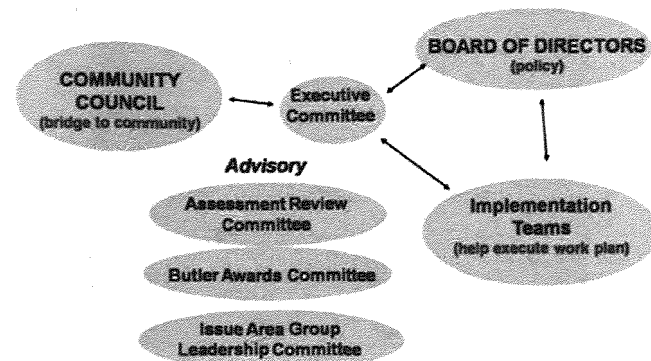 COMMUNITY
COUNCIL
(bridge to community)
Executive
Committee
BOARD OF DIRECTORS
(policy)
Advisory
Assessment Review
Committee
Butler Awards Committee
Issue Area Group
Leadership Committee
Implementation
Teams
(help execute work plan)